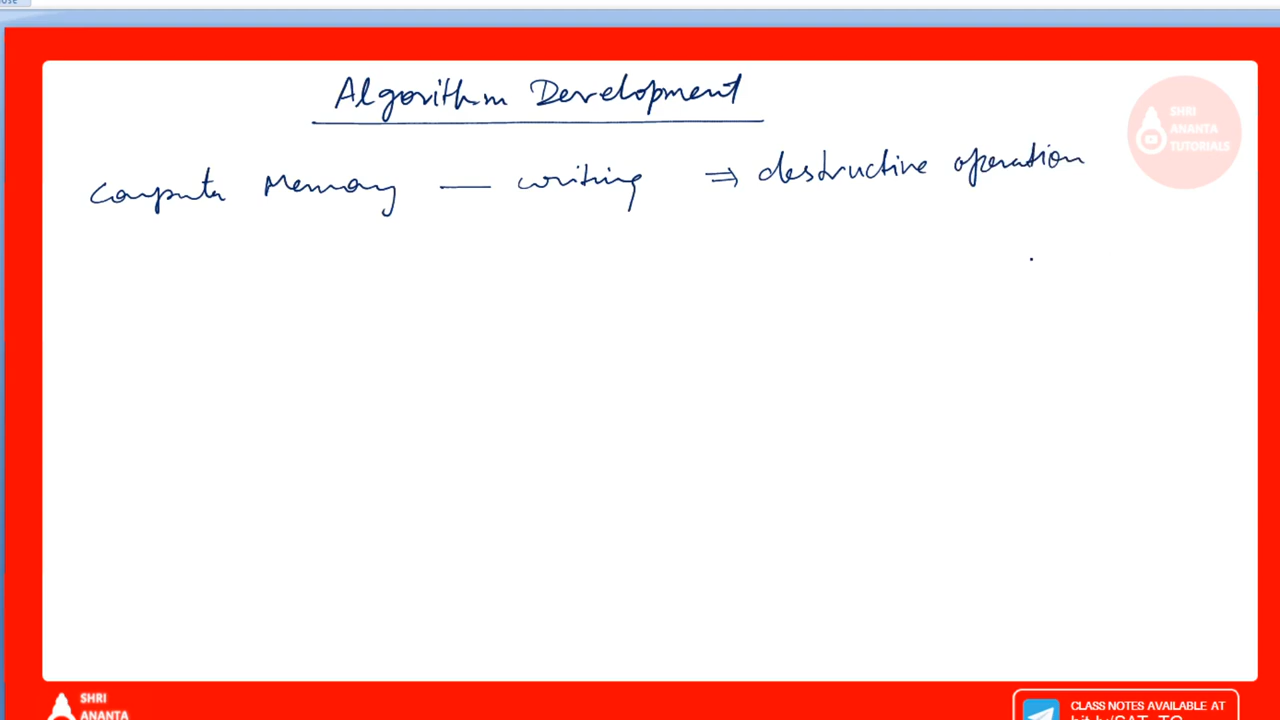 Algorithm Development
Computer Memory — writing ⇒ destructive operation
SHRI
ANANTA
TUTORIALS
SHRI
ANANTA
CLASS NOTES AVAILABLE AT